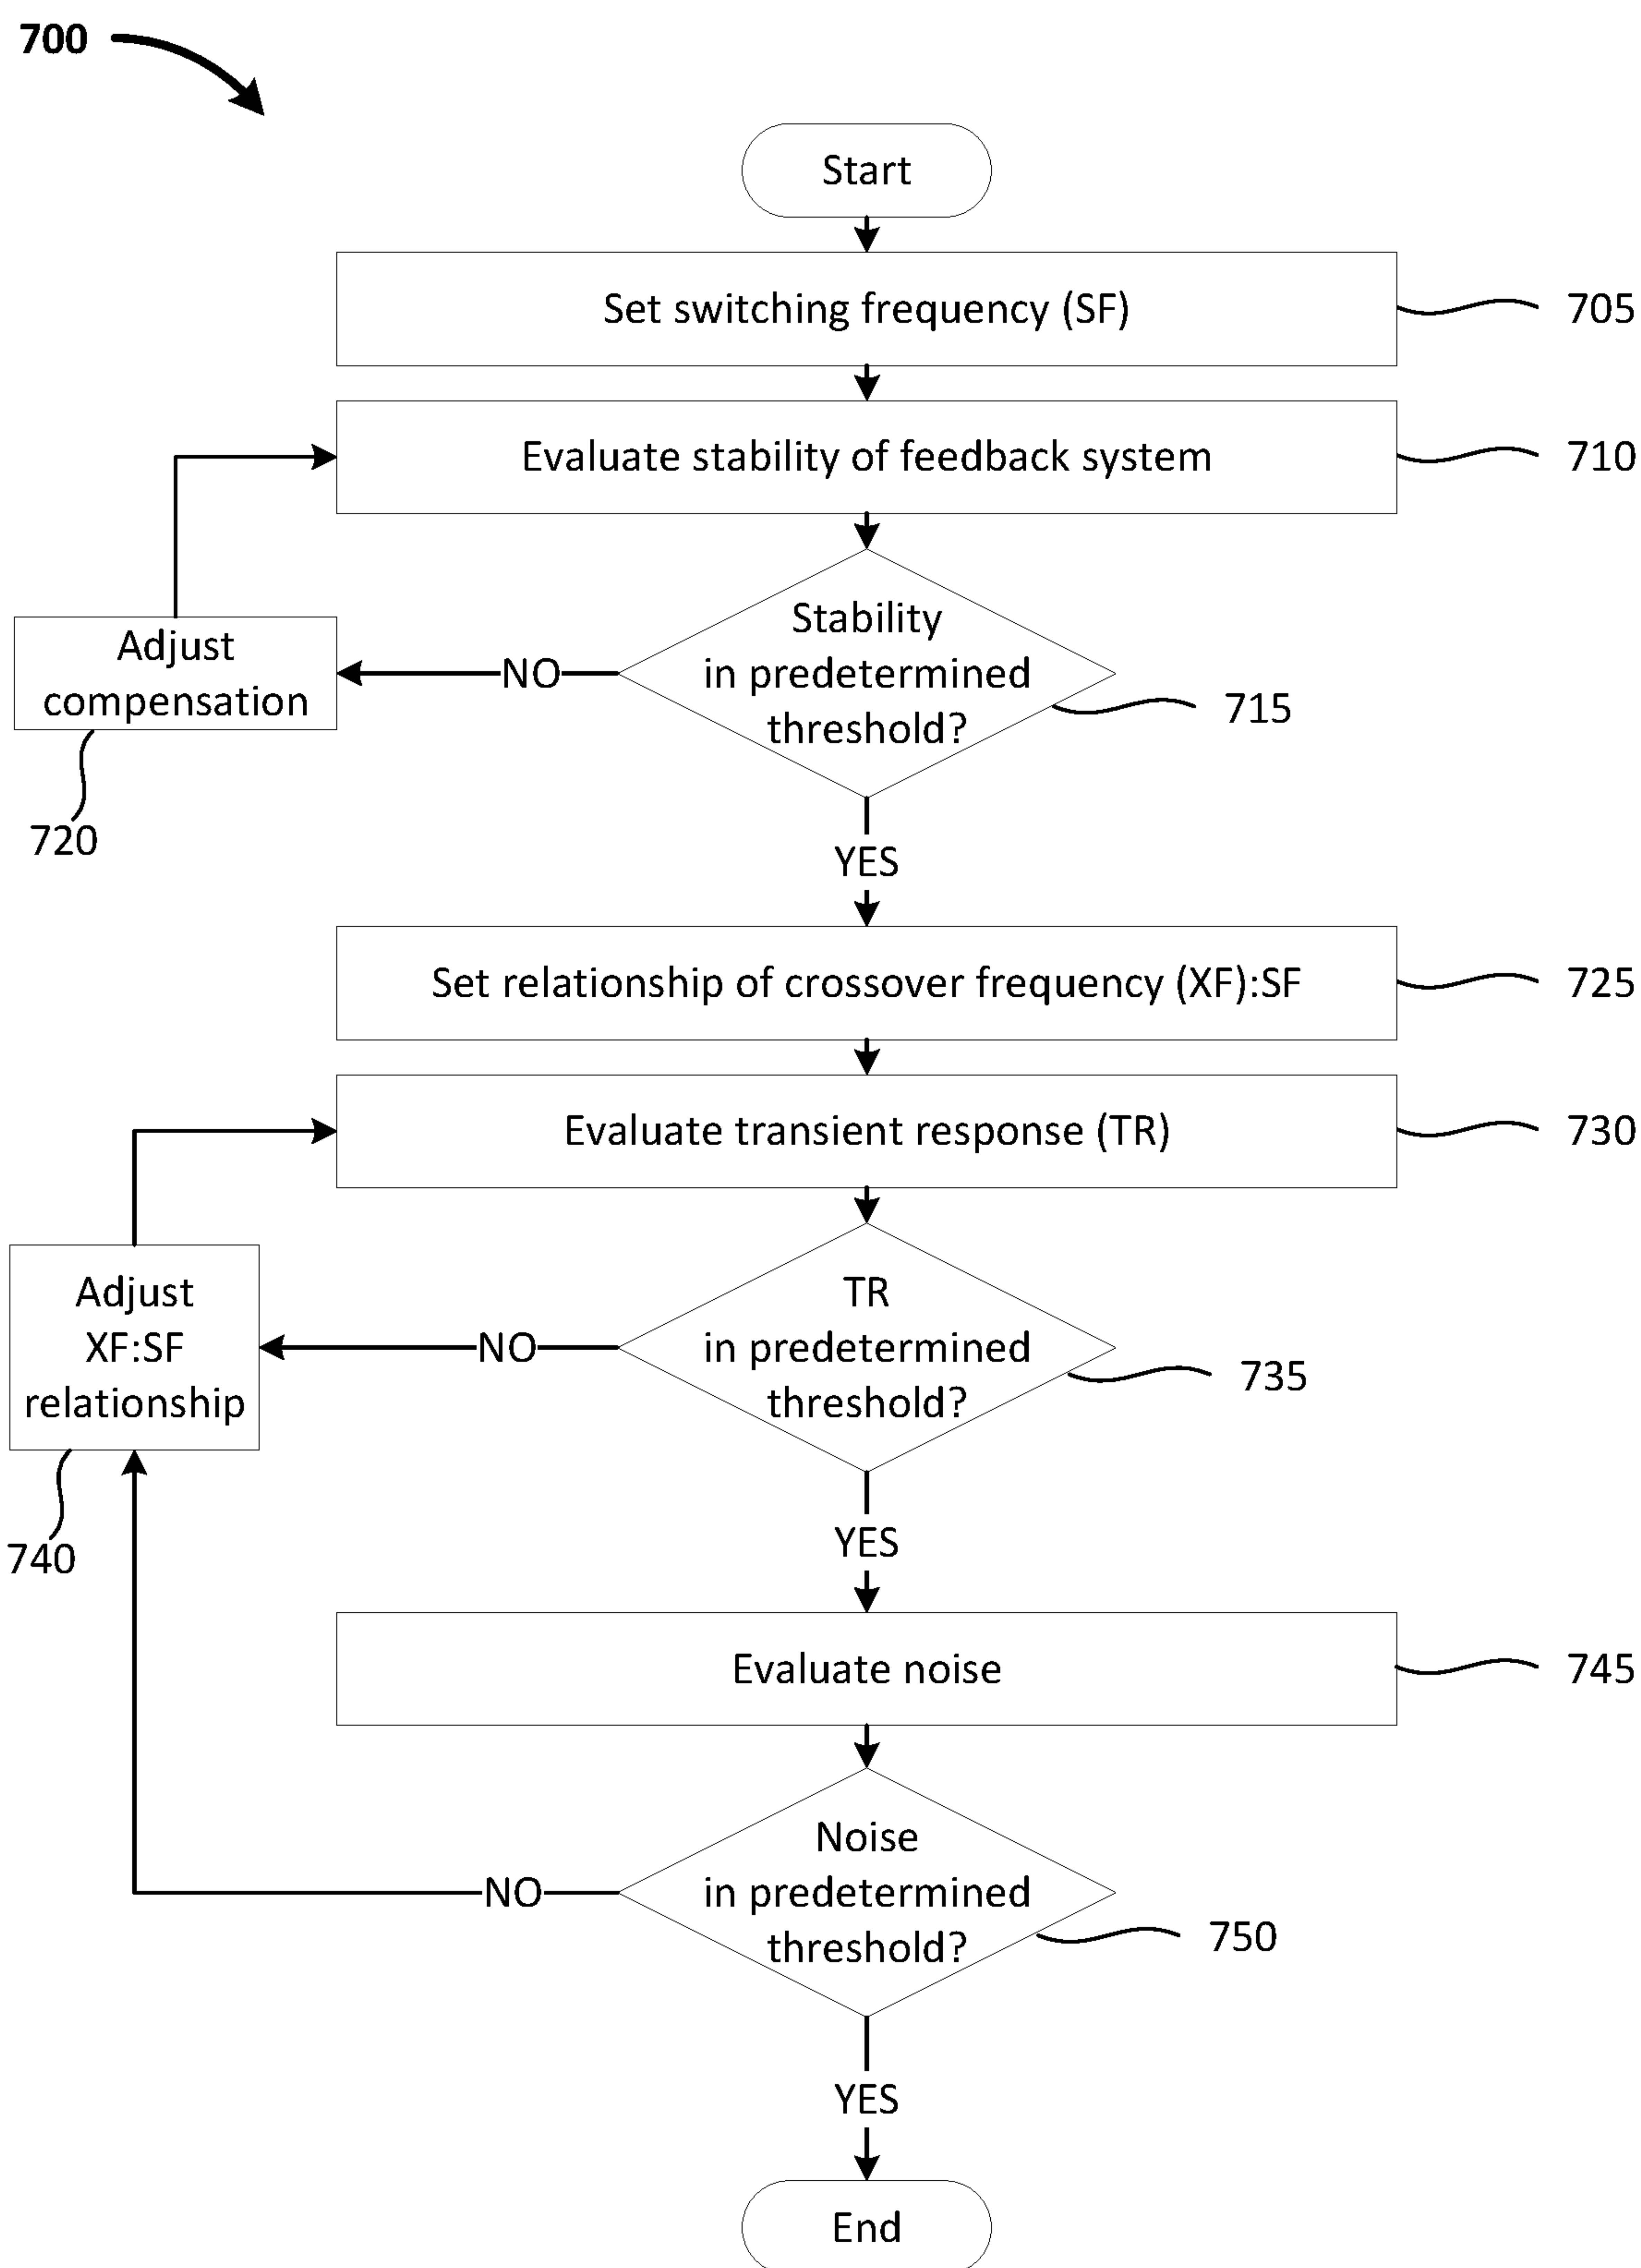 700
Start
Set switching frequency (SF)
705
Evaluate stability of feedback system
710
Stability
in predetermined
threshold?
715
NO
Adjust
compensation
720
YES
Set relationship of crossover frequency (XF):SF
725
Evaluate transient response (TR)
730
TR
in predetermined
threshold?
735
NO
Adjust
XF:SF
relationship
740
YES
Evaluate noise
745
Noise
in predetermined
threshold?
750
NO
YES
End